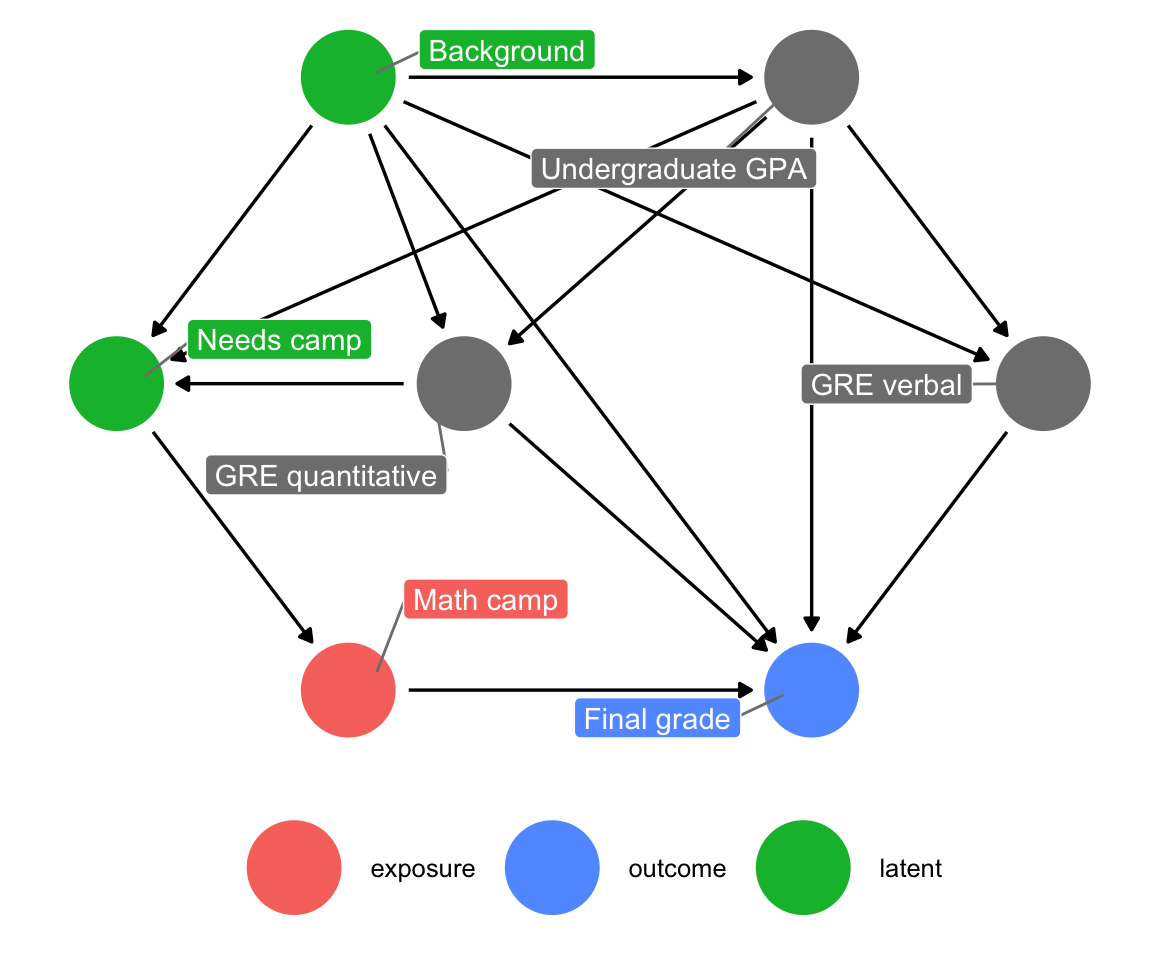 Background
Undergraduate GPA
Needs camp
GRE verbal
GRE quantitative
Math camp
Final grade
exposure
outcome
latent